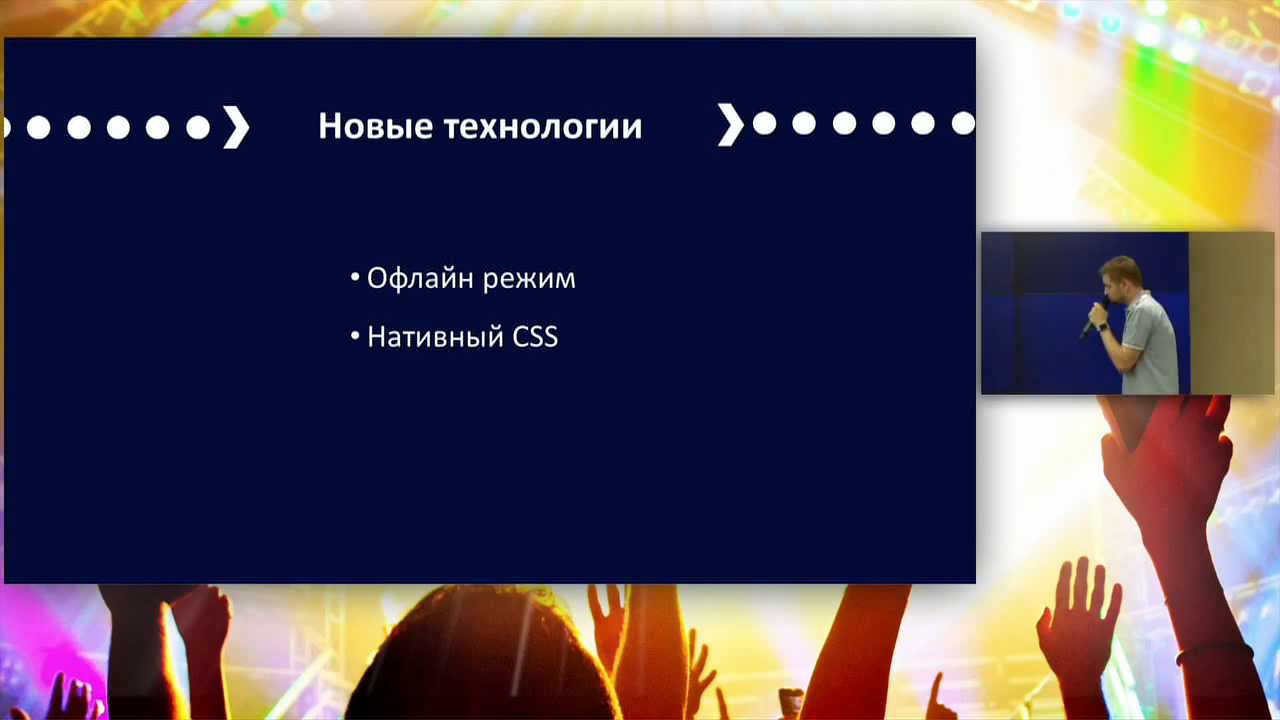 Новые технологии
• Офлайн режим
• Нативный CSS